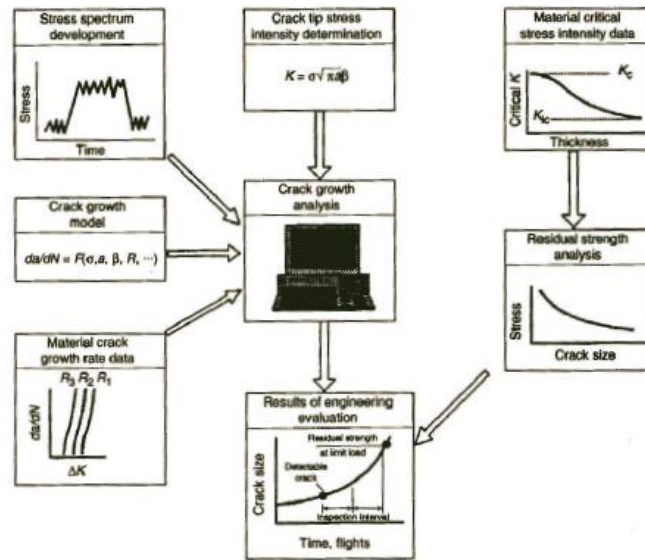 Stress spectrum
development
Stress
Time
Crack tip stress
intensity determination
K = σ√πaβ
Material critical
stress intensity data
Critical K
Kc
KIc
Thickness
Crack growth
model
da/dN = F(σ,a, β, R, ···)
Crack growth
analysis
Residual strength
analysis
Stress
Crack size
Material crack
growth rate data
R3 R2 R1
da/dN
ΔK
Results of engineering
evaluation
Crack size
Residual strength
at limit load
Detectable
crack
Inspection interval
Time, flights